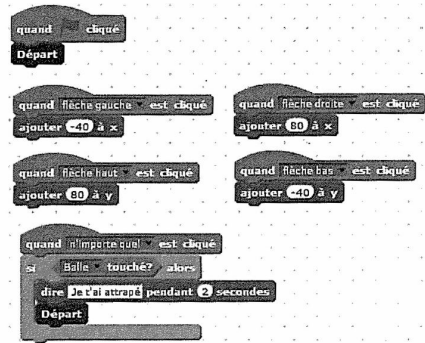 quand cliqué
Départ
quand flèche gauche est cliqué
ajouter -40 à x
quand flèche droite est cliqué
ajouter 80 à x
quand flèche haut est cliqué
ajouter 80 à y
quand flèche bas est cliqué
ajouter -40 à y
quand n'importe quel est cliqué
si Balle touché? alors
dire Je t'ai attrapé pendant 2 secondes
Départ